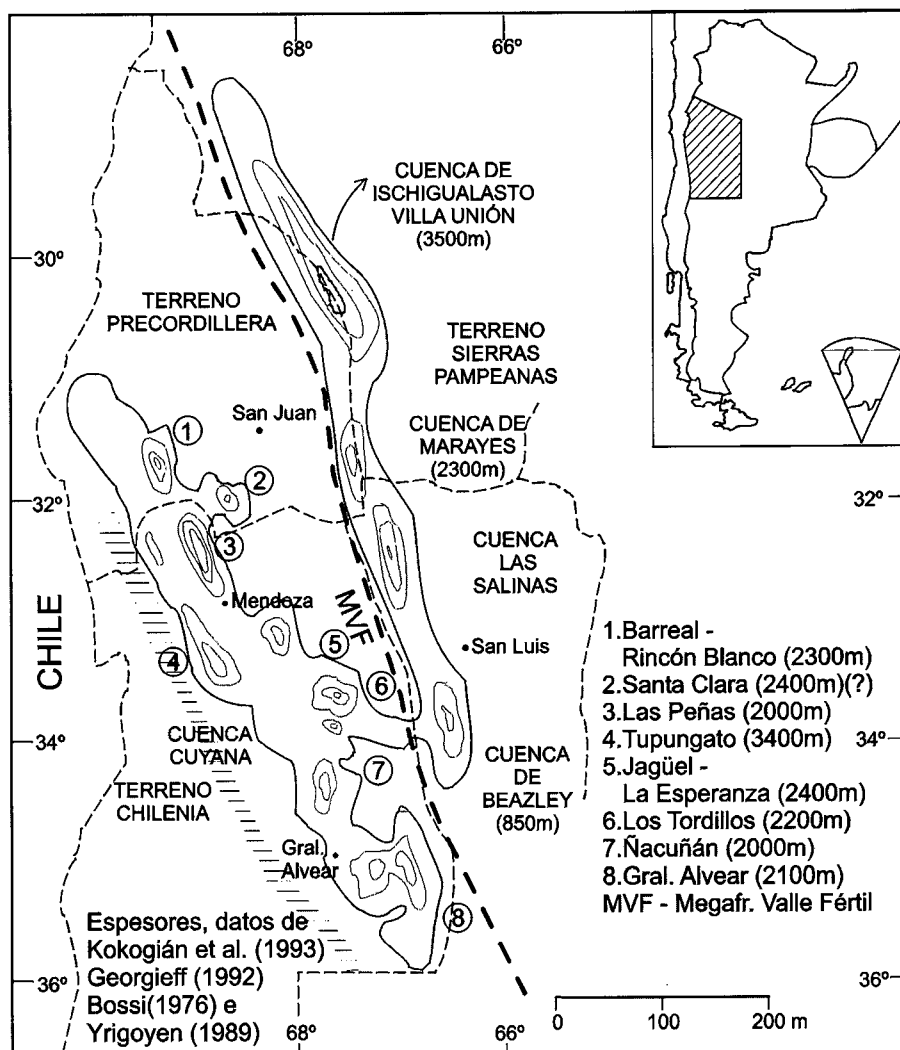 68º
66º
CUENCA DE
ISCHIGUALASTO
VILLA UNIÓN
(3500m)
30º
TERRENO
PRECORDILLERA
TERRENO
SIERRAS
PAMPEANAS
San Juan
CUENCA DE
MARAYES
(2300m)
1
2
32º
32º
3
CUENCA
LAS
SALINAS
Mendoza
MVF
CHILE
4
5
6
San Luis
1.Barreal -
Rincón Blanco (2300m)
2.Santa Clara (2400m)(?)
3.Las Peñas (2000m)
4.Tupungato (3400m)
34º
34º
5.Jagüel -
La Esperanza (2400m)
6.Los Tordillos (2200m)
7.Ñacuñán (2000m)
8.Gral. Alvear (2100m)
MVF - Megafr. Valle Fértil
CUENCA
CUYANA
7
CUENCA
DE
BEAZLEY
(850m)
TERRENO
CHILENIA
Gral.
Alvear
8
Espesores, datos de
Kokogián et al. (1993)
Georgieff (1992)
Bossi(1976) e
Yrigoyen (1989)
36º
36º
68º
66º
0 100 200 m